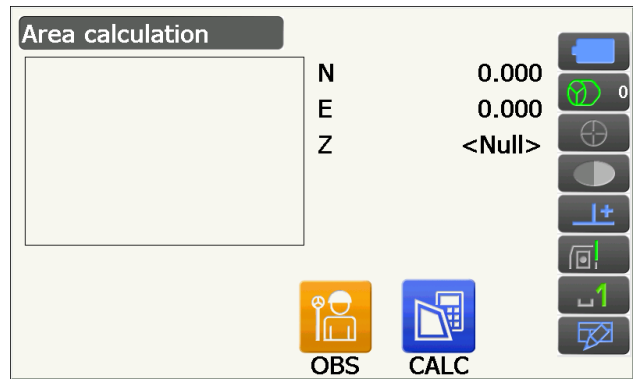 Area calculation
N 0.000
E 0.000
Z <Null>
0
1
OBS CALC